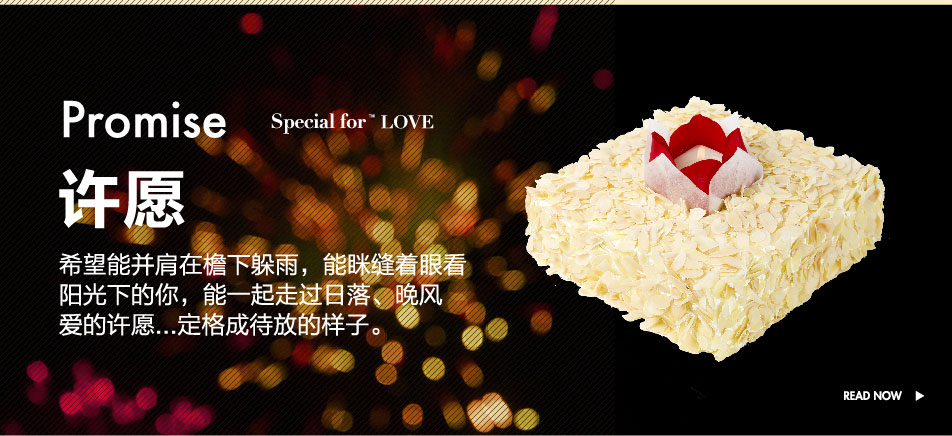 Promise
Special for™ LOVE
许愿
希望能并肩在檐下躲雨，能眯缝着眼看
阳光下的你，能一起走过日落、晚风
爱的许愿...定格成待放的样子。
READ NOW